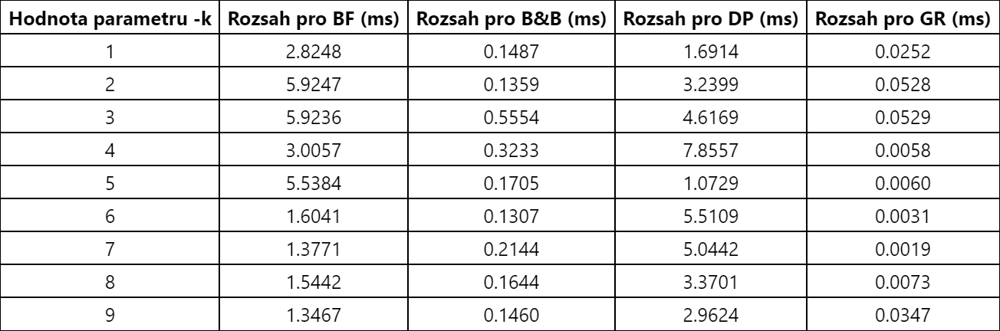 Hodnota parametru -k Rozsah pro BF (ms) Rozsah pro B&B (ms) Rozsah pro DP (ms) Rozsah pro GR (ms)
1 2.8248 0.1487 1.6914 0.0252
2 5.9247 0.1359 3.2399 0.0528
3 5.9236 0.5554 4.6169 0.0529
4 3.0057 0.3233 7.8557 0.0058
5 5.5384 0.1705 1.0729 0.0060
6 1.6041 0.1307 5.5109 0.0031
7 1.3771 0.2144 5.0442 0.0019
8 1.5442 0.1644 3.3701 0.0073
9 1.3467 0.1460 2.9624 0.0347